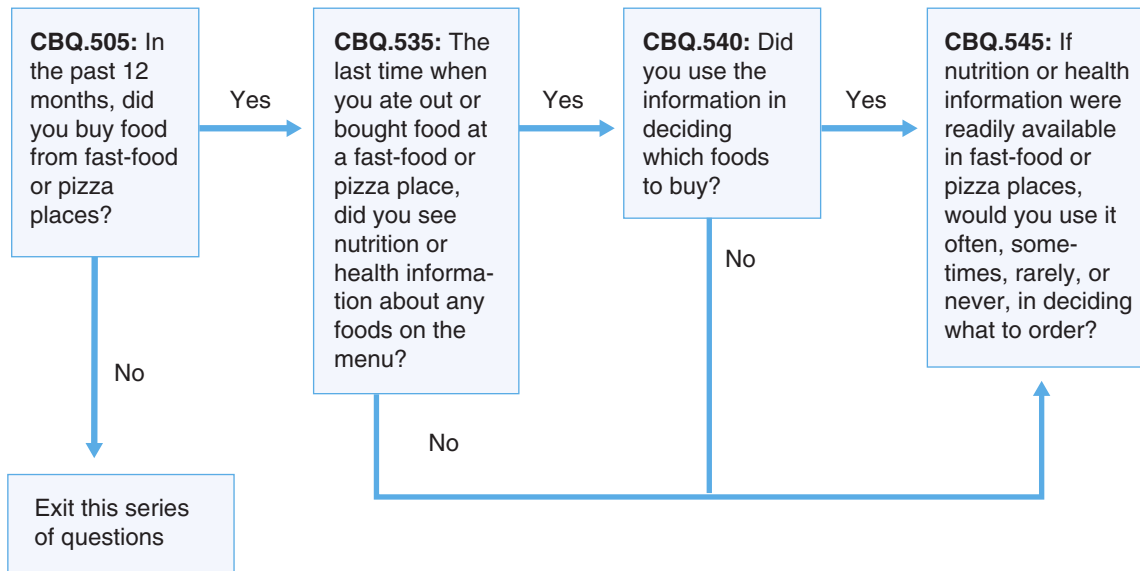 CBQ.505: In
the past 12
months, did
you buy food
from fast-food
or pizza
places?
Yes
No
Exit this series
of questions
CBQ.535: The
last time when
you ate out or
bought food at
a fast-food or
pizza place,
did you see
nutrition or
health informa-
tion about any
foods on the
menu?
Yes
No
CBQ.540: Did
you use the
information in
deciding
which foods
to buy?
Yes
No
CBQ.545: If
nutrition or health
information were
readily available
in fast-food or
pizza places,
would you use it
often, some-
times, rarely, or
never, in deciding
what to order?